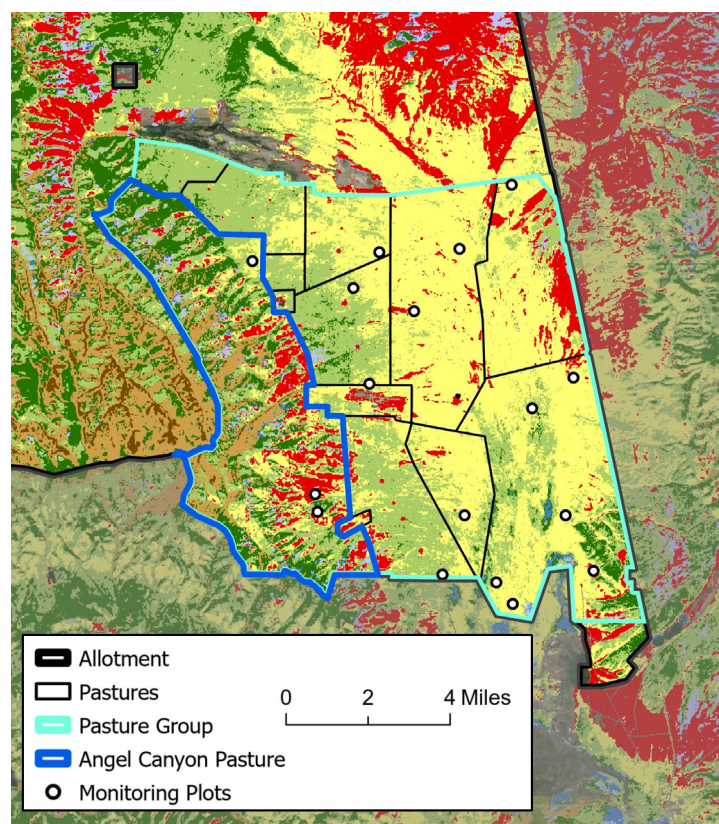 Allotment
Pastures
Pasture Group
Angel Canyon Pasture
Monitoring Plots
0 2 4 Miles